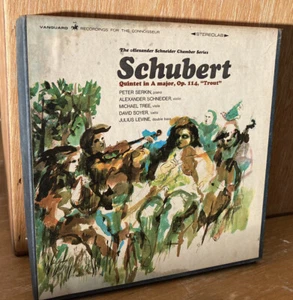 VANGUARD RECORDINGS FOR THE CONNOISSEUR
STEREOLAB
The Alexander Schneider Chamber Series
Schubert
Quintet in A major, Op. 114, "Trout"
PETER SERKIN, piano
ALEXANDER SCHNEIDER, violin
MICHAEL TREE, viola
DAVID SOYER, cello
JULIUS LEVINE, double bass
Schubert